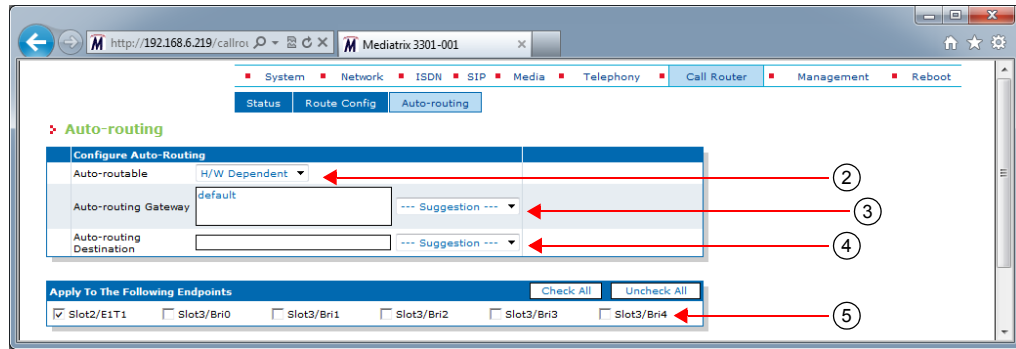 http://192.168.6.219/callrou
Mediatrix 3301-001
System Network ISDN SIP Media Telephony Call Router Management Reboot
Status Route Config Auto-routing
Auto-routing
Configure Auto-Routing
Auto-routable H/W Dependent
2
Auto-routing Gateway default --- Suggestion ---
3
Auto-routing
Destination --- Suggestion ---
4
Apply To The Following Endpoints Check All Uncheck All
Slot2/E1T1 Slot3/Bri0 Slot3/Bri1 Slot3/Bri2 Slot3/Bri3 Slot3/Bri4
5